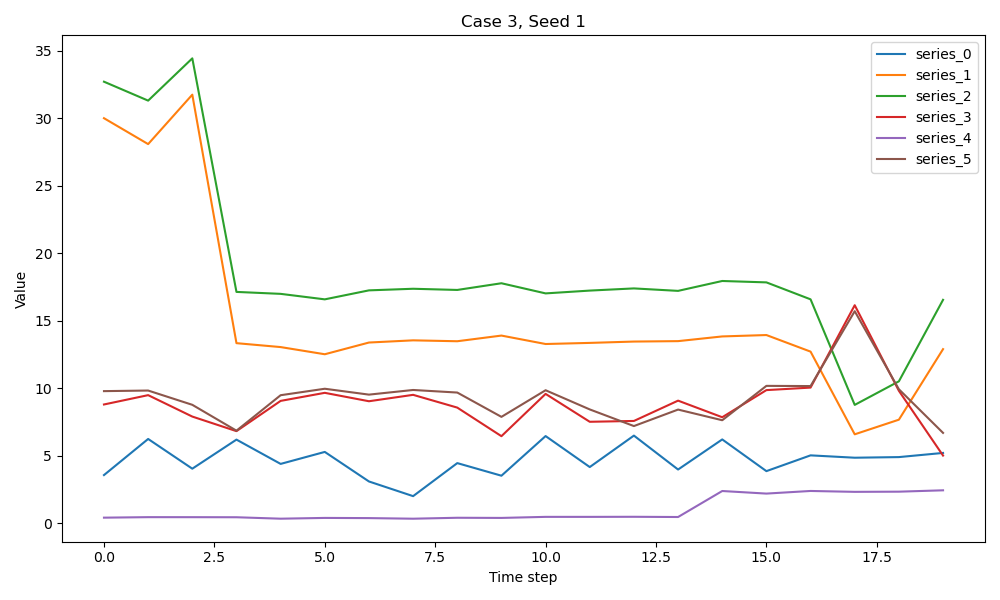 Case 3, Seed 1
series_0
series_1
series_2
series_3
series_4
series_5
35
30
25
20
15
10
5
0
Value
0.0 2.5 5.0 7.5 10.0 12.5 15.0 17.5
Time step